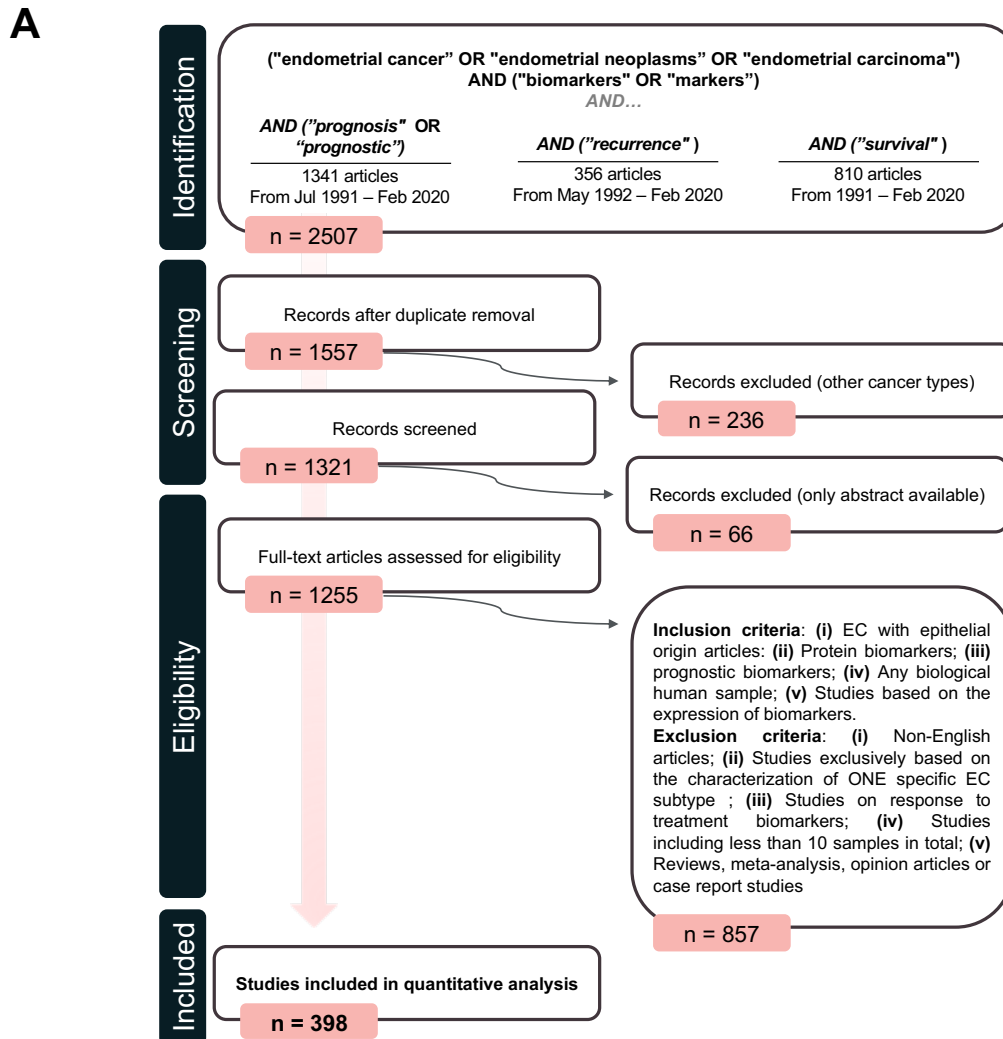 A
Identification
("endometrial cancer” OR "endometrial neoplasms” OR "endometrial carcinoma")
AND ("biomarkers" OR "markers”)
AND…
AND (”prognosis" OR
“prognostic”)
1341 articles
From Jul 1991 – Feb 2020
AND (”recurrence" )
356 articles
From May 1992 – Feb 2020
AND (”survival" )
810 articles
From 1991 – Feb 2020
n = 2507
Screening
Records after duplicate removal
n = 1557
Records excluded (other cancer types)
n = 236
Records screened
n = 1321
Records excluded (only abstract available)
n = 66
Eligibility
Full-text articles assessed for eligibility
n = 1255
Inclusion criteria: (i) EC with epithelial
origin articles: (ii) Protein biomarkers; (iii)
prognostic biomarkers; (iv) Any biological
human sample; (v) Studies based on the
expression of biomarkers.
Exclusion criteria: (i) Non-English
articles; (ii) Studies exclusively based on
the characterization of ONE specific EC
subtype ; (iii) Studies on response to
treatment biomarkers; (iv) Studies
including less than 10 samples in total; (v)
Reviews, meta-analysis, opinion articles or
case report studies
n = 857
Included
Studies included in quantitative analysis
n = 398